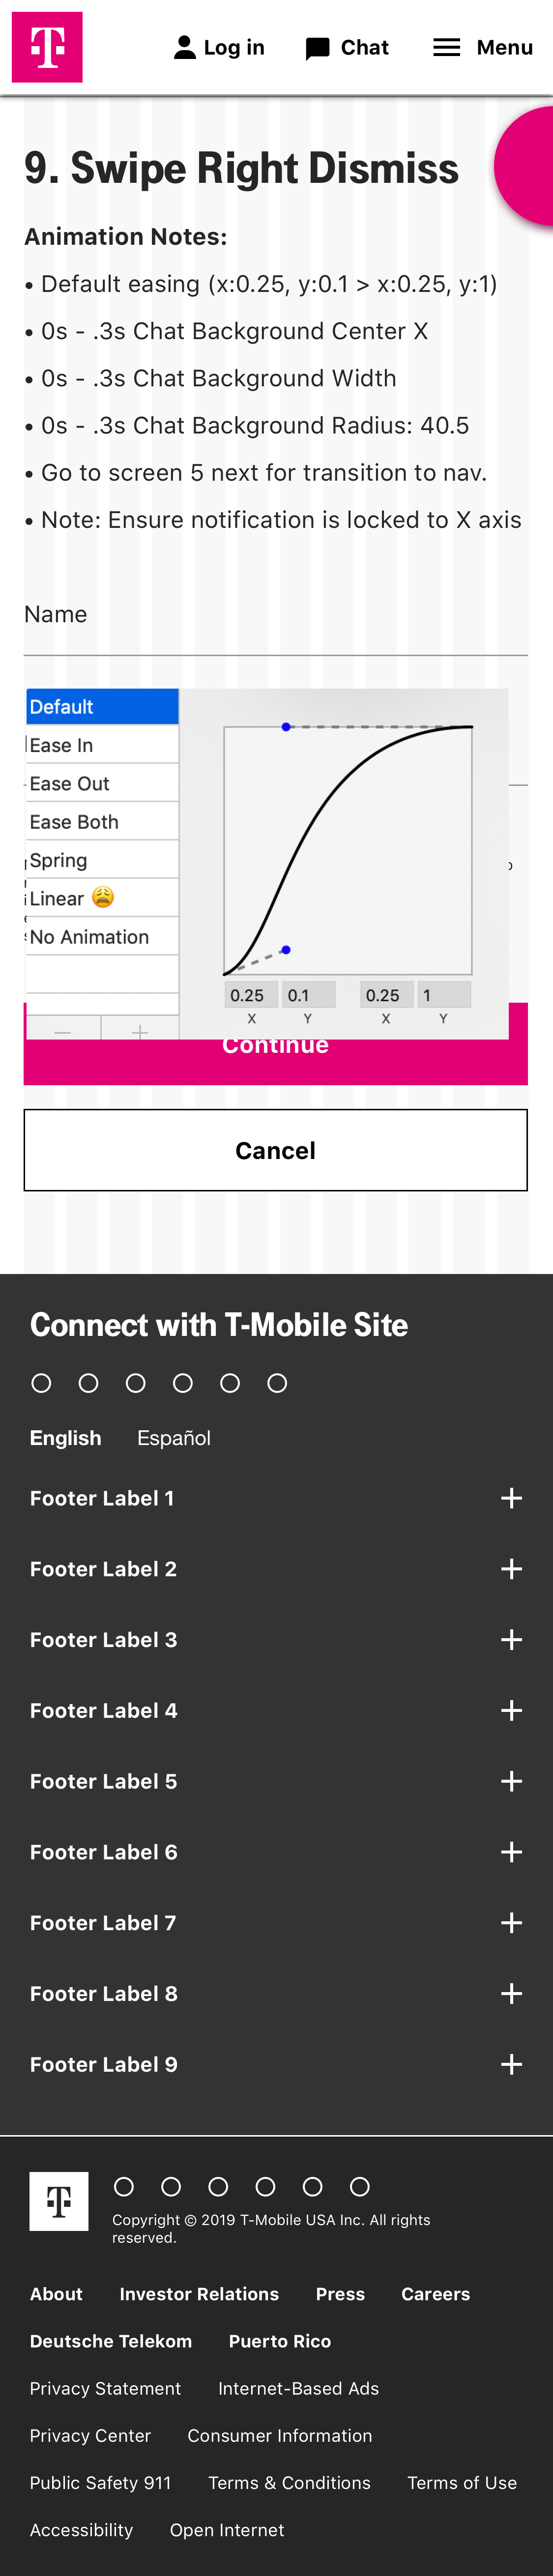 T
Log in
Chat
Menu
9. Swipe Right Dismiss
Animation Notes:
• Default easing (x:0.25, y:0.1 > x:0.25, y:1)
• 0s - .3s Chat Background Center X
• 0s - .3s Chat Background Width
• 0s - .3s Chat Background Radius: 40.5
• Go to screen 5 next for transition to nav.
• Note: Ensure notification is locked to X axis
Name
Default
Ease In
Ease Out
Ease Both
Spring
Linear 😩
No Animation
0.25 0.1 0.25 1
X Y X Y
Continue
Cancel
Connect with T-Mobile Site
English Español
Footer Label 1
Footer Label 2
Footer Label 3
Footer Label 4
Footer Label 5
Footer Label 6
Footer Label 7
Footer Label 8
Footer Label 9
T
Copyright © 2019 T-Mobile USA Inc. All rights
reserved.
About Investor Relations Press Careers
Deutsche Telekom Puerto Rico
Privacy Statement Internet-Based Ads
Privacy Center Consumer Information
Public Safety 911 Terms & Conditions Terms of Use
Accessibility Open Internet